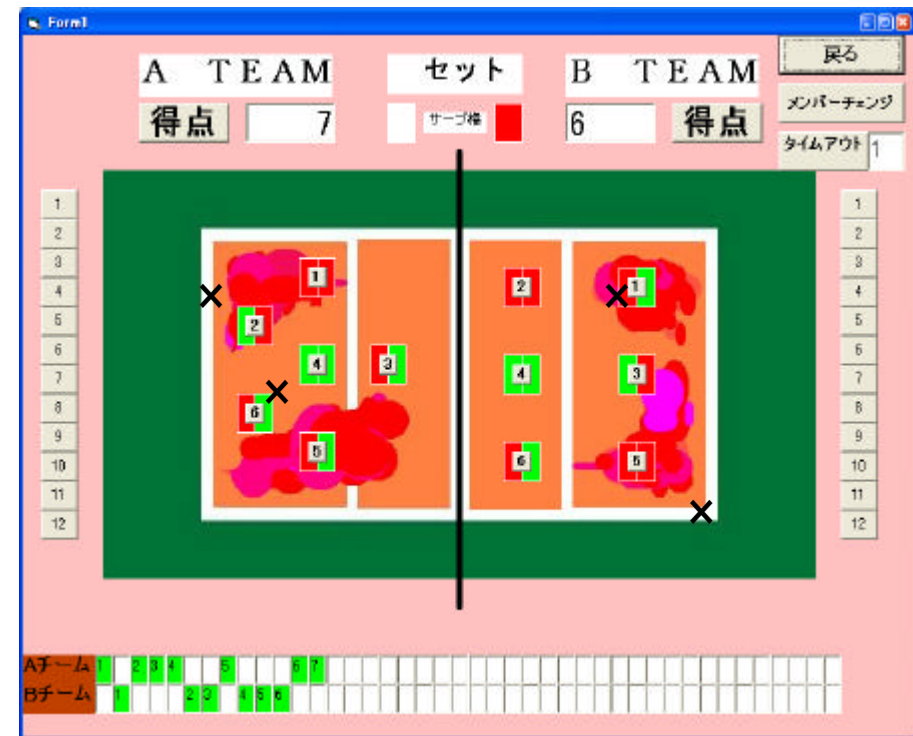 Form1
A TEAM セット B TEAM 戻る
得点 7 サーブ権 6 得点 メンバーチェンジ
タイムアウト 1
1 1
2 2
3 3
4 4
5 5
6 6
7 7
8 8
9 9
10 10
11 11
12 12
1 2 1
2
4 3 4 3
6
5 6 5
Aチーム 1 2 3 4 5 6 7
Bチーム 1 2 3 4 5 6